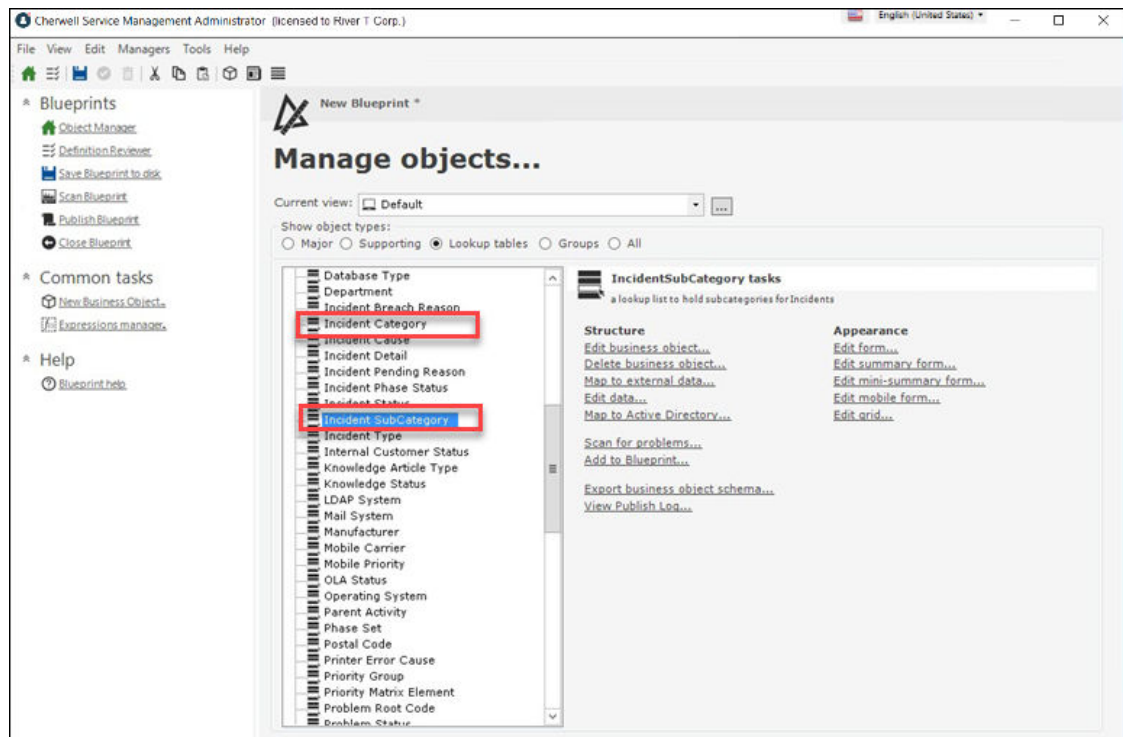 Cherwell Service Management Administrator (licensed to River T Corp.)
English (United States)
File View Edit Managers Tools Help
Blueprints
Object Manager
Definition Reviewer
Save Blueprint to disk
Scan Blueprint
Publish Blueprint
Close Blueprint
Common tasks
New Business Object...
Expressions manager...
Help
Blueprint help
New Blueprint *
Manage objects...
Current view: Default ...
Show object types:
Major Supporting Lookup tables Groups All
Database Type
Department
Incident Breach Reason
Incident Category
Incident Cause
Incident Detail
Incident Pending Reason
Incident Phase Status
Incident Status
Incident SubCategory
Incident Type
Internal Customer Status
Knowledge Article Type
Knowledge Status
LDAP System
Mail System
Manufacturer
Mobile Carrier
Mobile Priority
OLA Status
Operating System
Parent Activity
Phase Set
Postal Code
Printer Error Cause
Priority Group
Priority Matrix Element
Problem Root Code
Problem Status
IncidentSubCategory tasks
a lookup list to hold subcategories for Incidents
Structure
Edit business object...
Delete business object...
Map to external data...
Edit data...
Map to Active Directory...
Scan for problems...
Add to Blueprint...
Export business object schema...
View Publish Log...
Appearance
Edit form...
Edit summary form...
Edit mini-summary form...
Edit mobile form...
Edit grid...